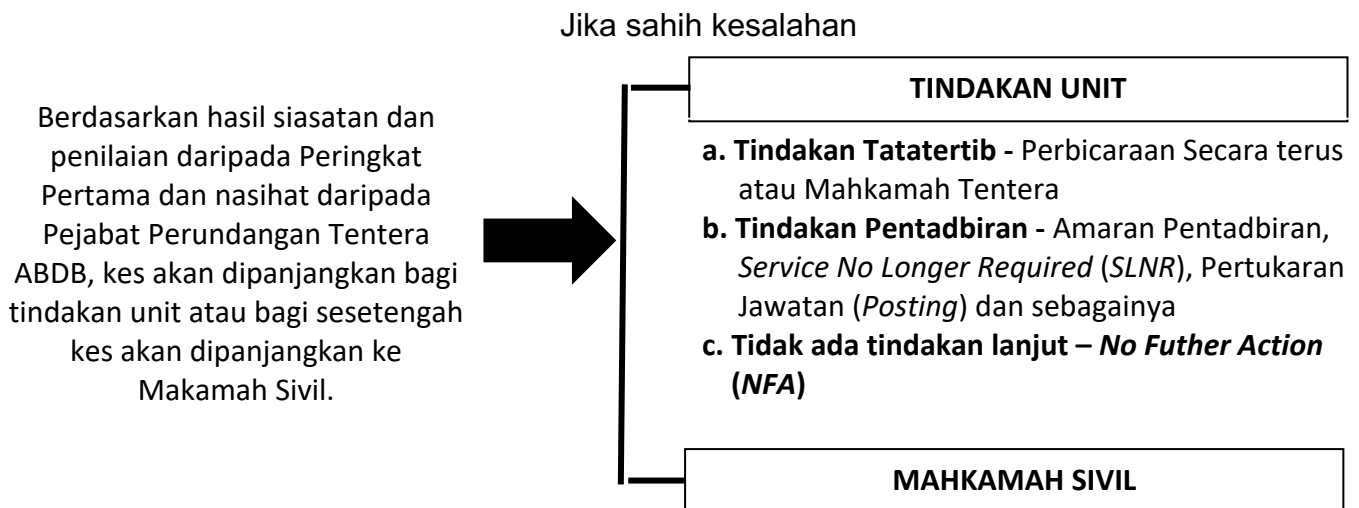 Jika sahih kesalahan
Berdasarkan hasil siasatan dan
penilaian daripada Peringkat
Pertama dan nasihat daripada
Pejabat Perundangan Tentera
ABDB, kes akan dipanjangkan bagi
tindakan unit atau bagi sesetengah
kes akan dipanjangkan ke
Makamah Sivil.
TINDAKAN UNIT
a. Tindakan Tatatertib - Perbicaraan Secara terus
atau Mahkamah Tentera
b. Tindakan Pentadbiran - Amaran Pentadbiran,
Service No Longer Required (SLNR), Pertukaran
Jawatan (Posting) dan sebagainya
c. Tidak ada tindakan lanjut – No Futher Action
(NFA)
MAHKAMAH SIVIL